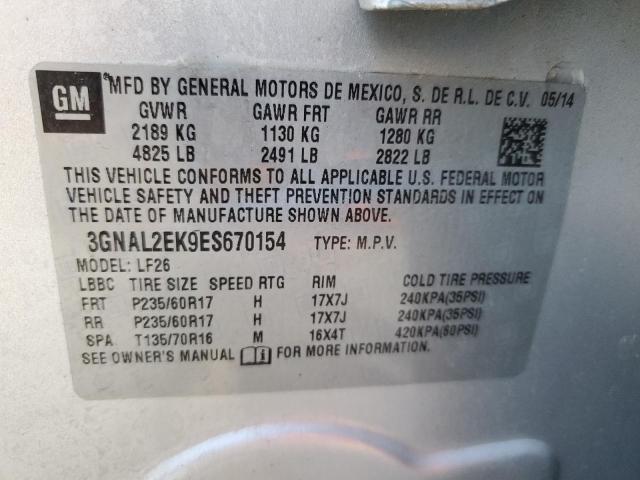 GM
MFD BY GENERAL MOTORS DE MEXICO, S. DE R.L. DE C.V. 05/14
GVWR GAWR FRT GAWR RR
2189 KG 1130 KG 1280 KG
4825 LB 2491 LB 2822 LB
THIS VEHICLE CONFORMS TO ALL APPLICABLE U.S. FEDERAL MOTOR
VEHICLE SAFETY AND THEFT PREVENTION STANDARDS IN EFFECT ON
THE DATE OF MANUFACTURE SHOWN ABOVE.
3GNAL2EK9ES670154 TYPE: M.P.V.
MODEL: LF26
LBBC TIRE SIZE SPEED RTG RIM COLD TIRE PRESSURE
FRT P235/60R17 H 17X7J 240KPA(35PSI)
RR P235/60R17 H 17X7J 240KPA(35PSI)
SPA T135/70R16 M 16X4T 420KPA(60PSI)
SEE OWNER'S MANUAL FOR MORE INFORMATION.